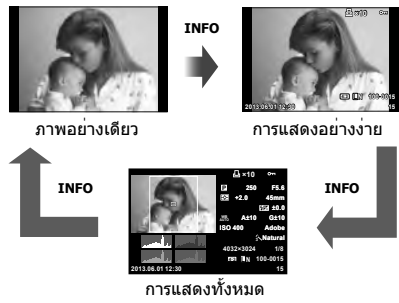 INFO
×10
2013.06.01 12:30
N 100-0015
ภาพอย่างเดียว
การแสดงอย่างง่าย
INFO
INFO
×10
P 250 F5.6
+2.0 45mm
±0.0
A±10 G±10
ISO 400 Adobe
Natural
4032×3024 1/8
N 100-0015
2013.06.01 12:30 15
การแสดงทั้งหมด